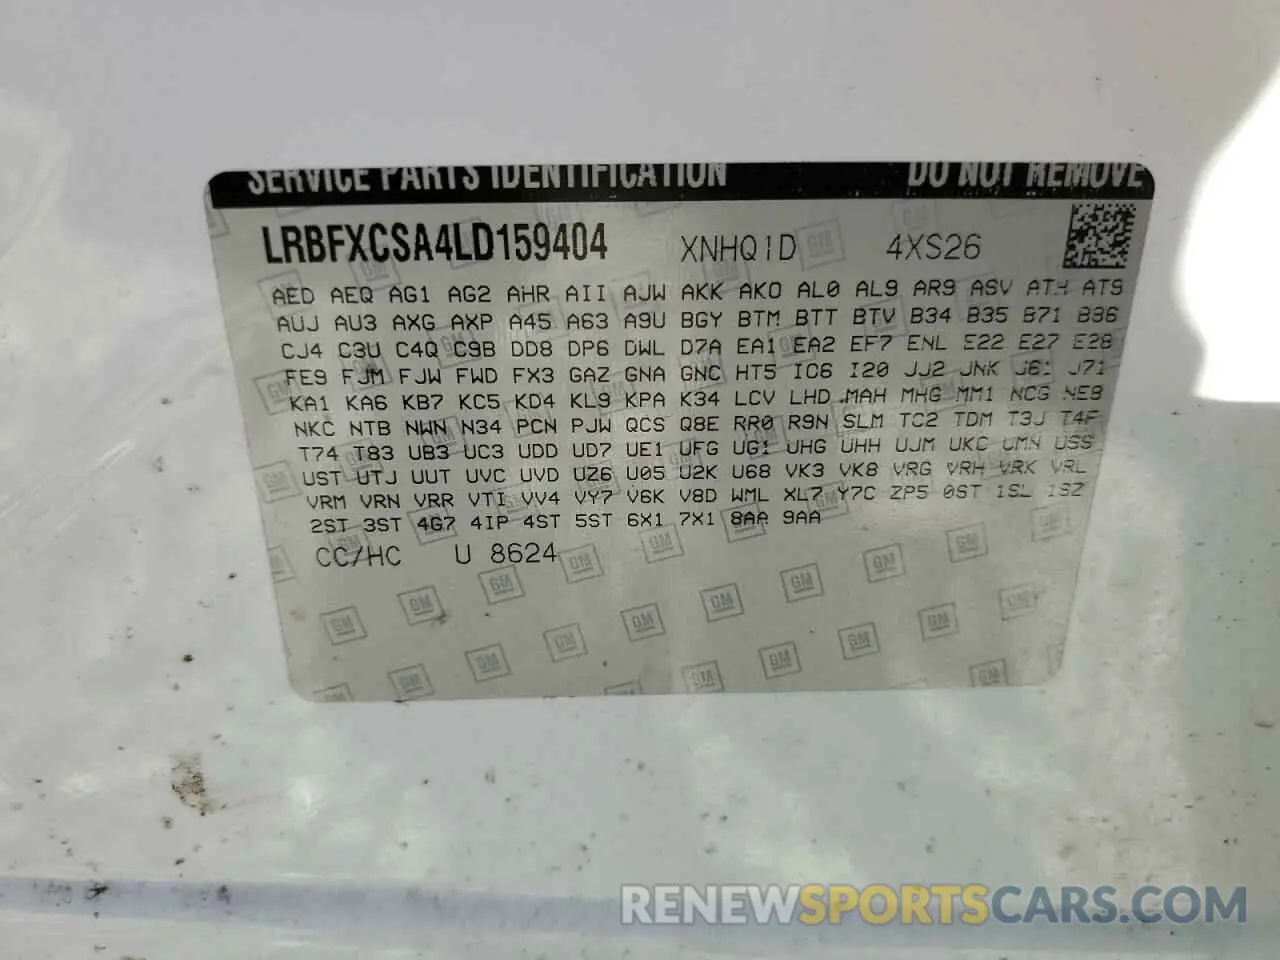 SERVICE PARTS IDENTIFICATION DO NOT REMOVE
LRBFXCSA4LD159404 XNHQ1D 4XS26
AED AEQ AG1 AG2 AHR AII AJW AKK AKO AL0 AL9 AR9 ASV ATH AT9
AUJ AU3 AXG AXP A45 A63 A9U BGY BTM BTT BTV B34 B35 B71 B36
CJ4 C3U C4Q C9B DD8 DP6 DWL D7A EA1 EA2 EF7 ENL E22 E27 E28
FE9 FJM FJW FWD FX3 GAZ GNA GNC HT5 IC6 I20 JJ2 JNK J61 J71
KA1 KA6 KB7 KC5 KD4 KL9 KPA K34 LCV LHD MAH MHG MM1 NCG NE8
NKC NTB NWN N34 PCN PJW QCS Q8E RR0 R9N SLM TC2 TDM T3J T4F
T74 T83 UB3 UC3 UDD UD7 UE1 UFG UG1 UHG UHH UJM UKC UMN USS
UST UTJ UUT UVC UVD UZ6 U05 U2K U68 VK3 VK8 VRG VRH VRK VRL
VRM VRN VRR VTI VV4 VY7 V6K V8D WML XL7 Y7C ZP5 0ST 1SL 1SZ
2ST 3ST 4G7 4IP 4ST 5ST 6X1 7X1 8AA 9AA
CC/HC U 8624
RENEWSPORTSCARS.COM